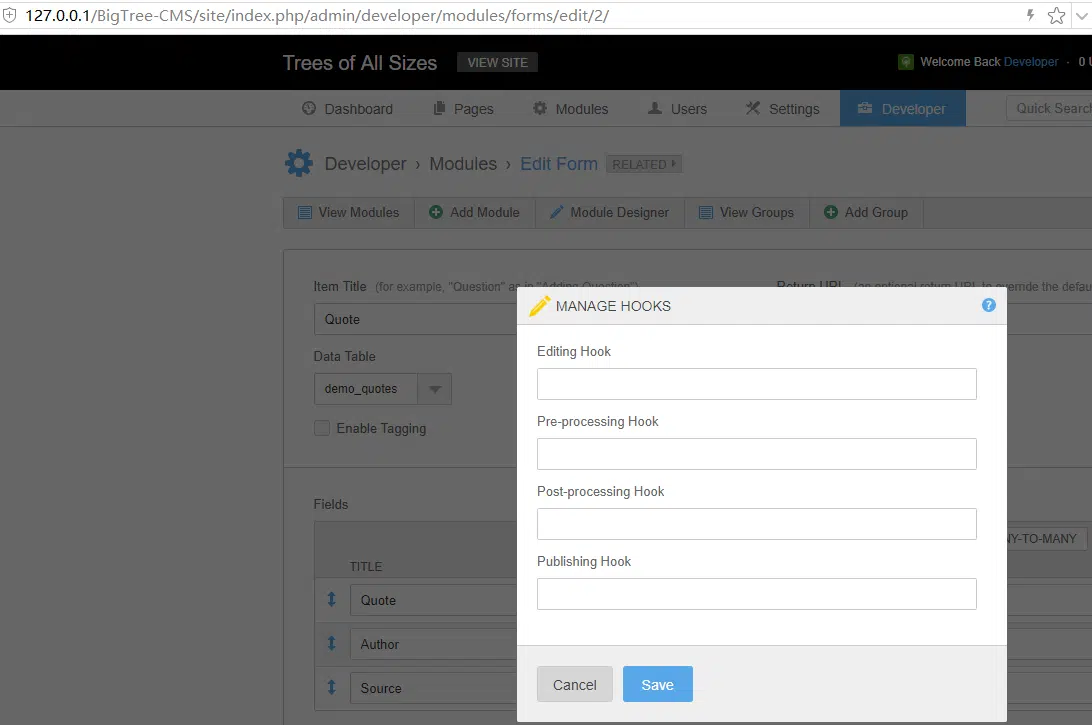 127.0.0.1/BigTree-CMS/site/index.php/admin/developer/modules/forms/edit/2/
Trees of All Sizes VIEW SITE Welcome Back Developer · 0 U
Dashboard Pages Modules Users Settings Developer Quick Search
Developer › Modules › Edit Form RELATED
View Modules Add Module Module Designer View Groups Add Group
Item Title (for example, "Question" as in "Adding Question") Return URL (an optional return URL to override the defau
MANAGE HOOKS ?
Quote
Editing Hook
Data Table
demo_quotes
Pre-processing Hook
Enable Tagging
Post-processing Hook
Fields
NY-TO-MANY
Publishing Hook
TITLE
Quote
Author
Source
Cancel Save